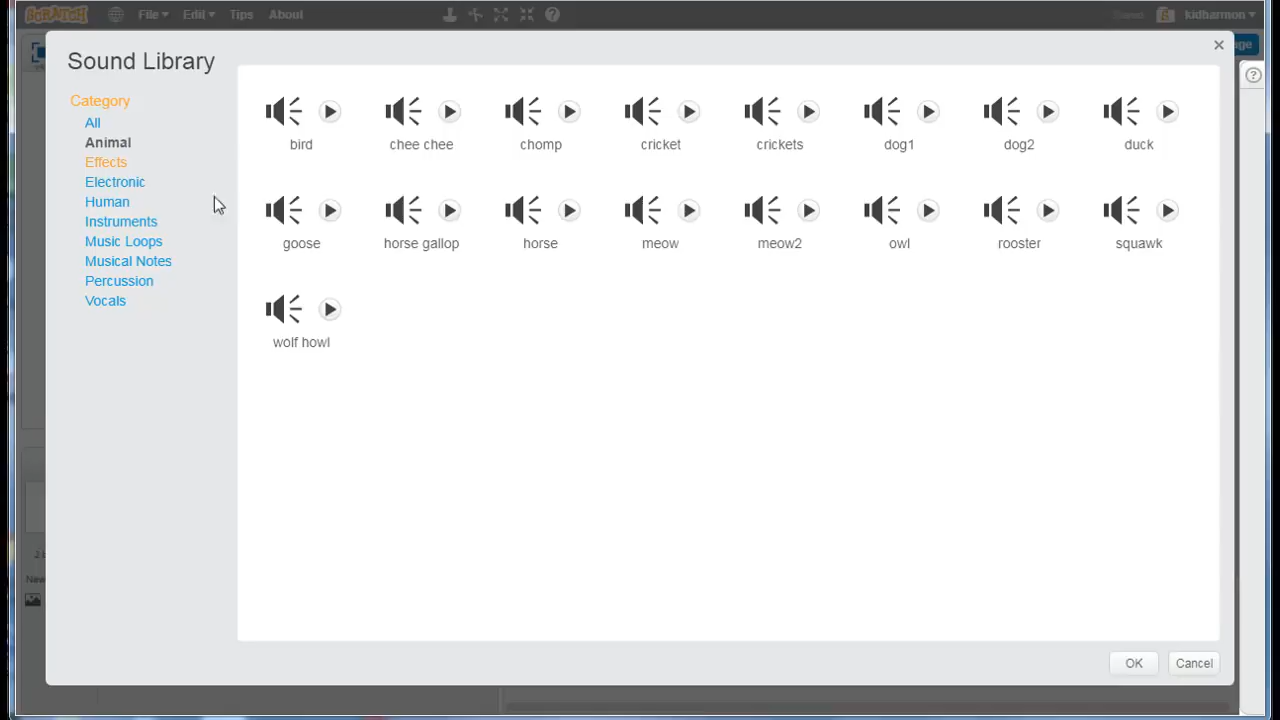 SCRATCH File Edit Tips About kidharmon
Sound Library
Category
All
Animal
Effects
Electronic
Human
Instruments
Music Loops
Musical Notes
Percussion
Vocals
bird chee chee chomp cricket crickets dog1 dog2 duck
goose horse gallop horse meow meow2 owl rooster squawk
wolf howl
OK Cancel